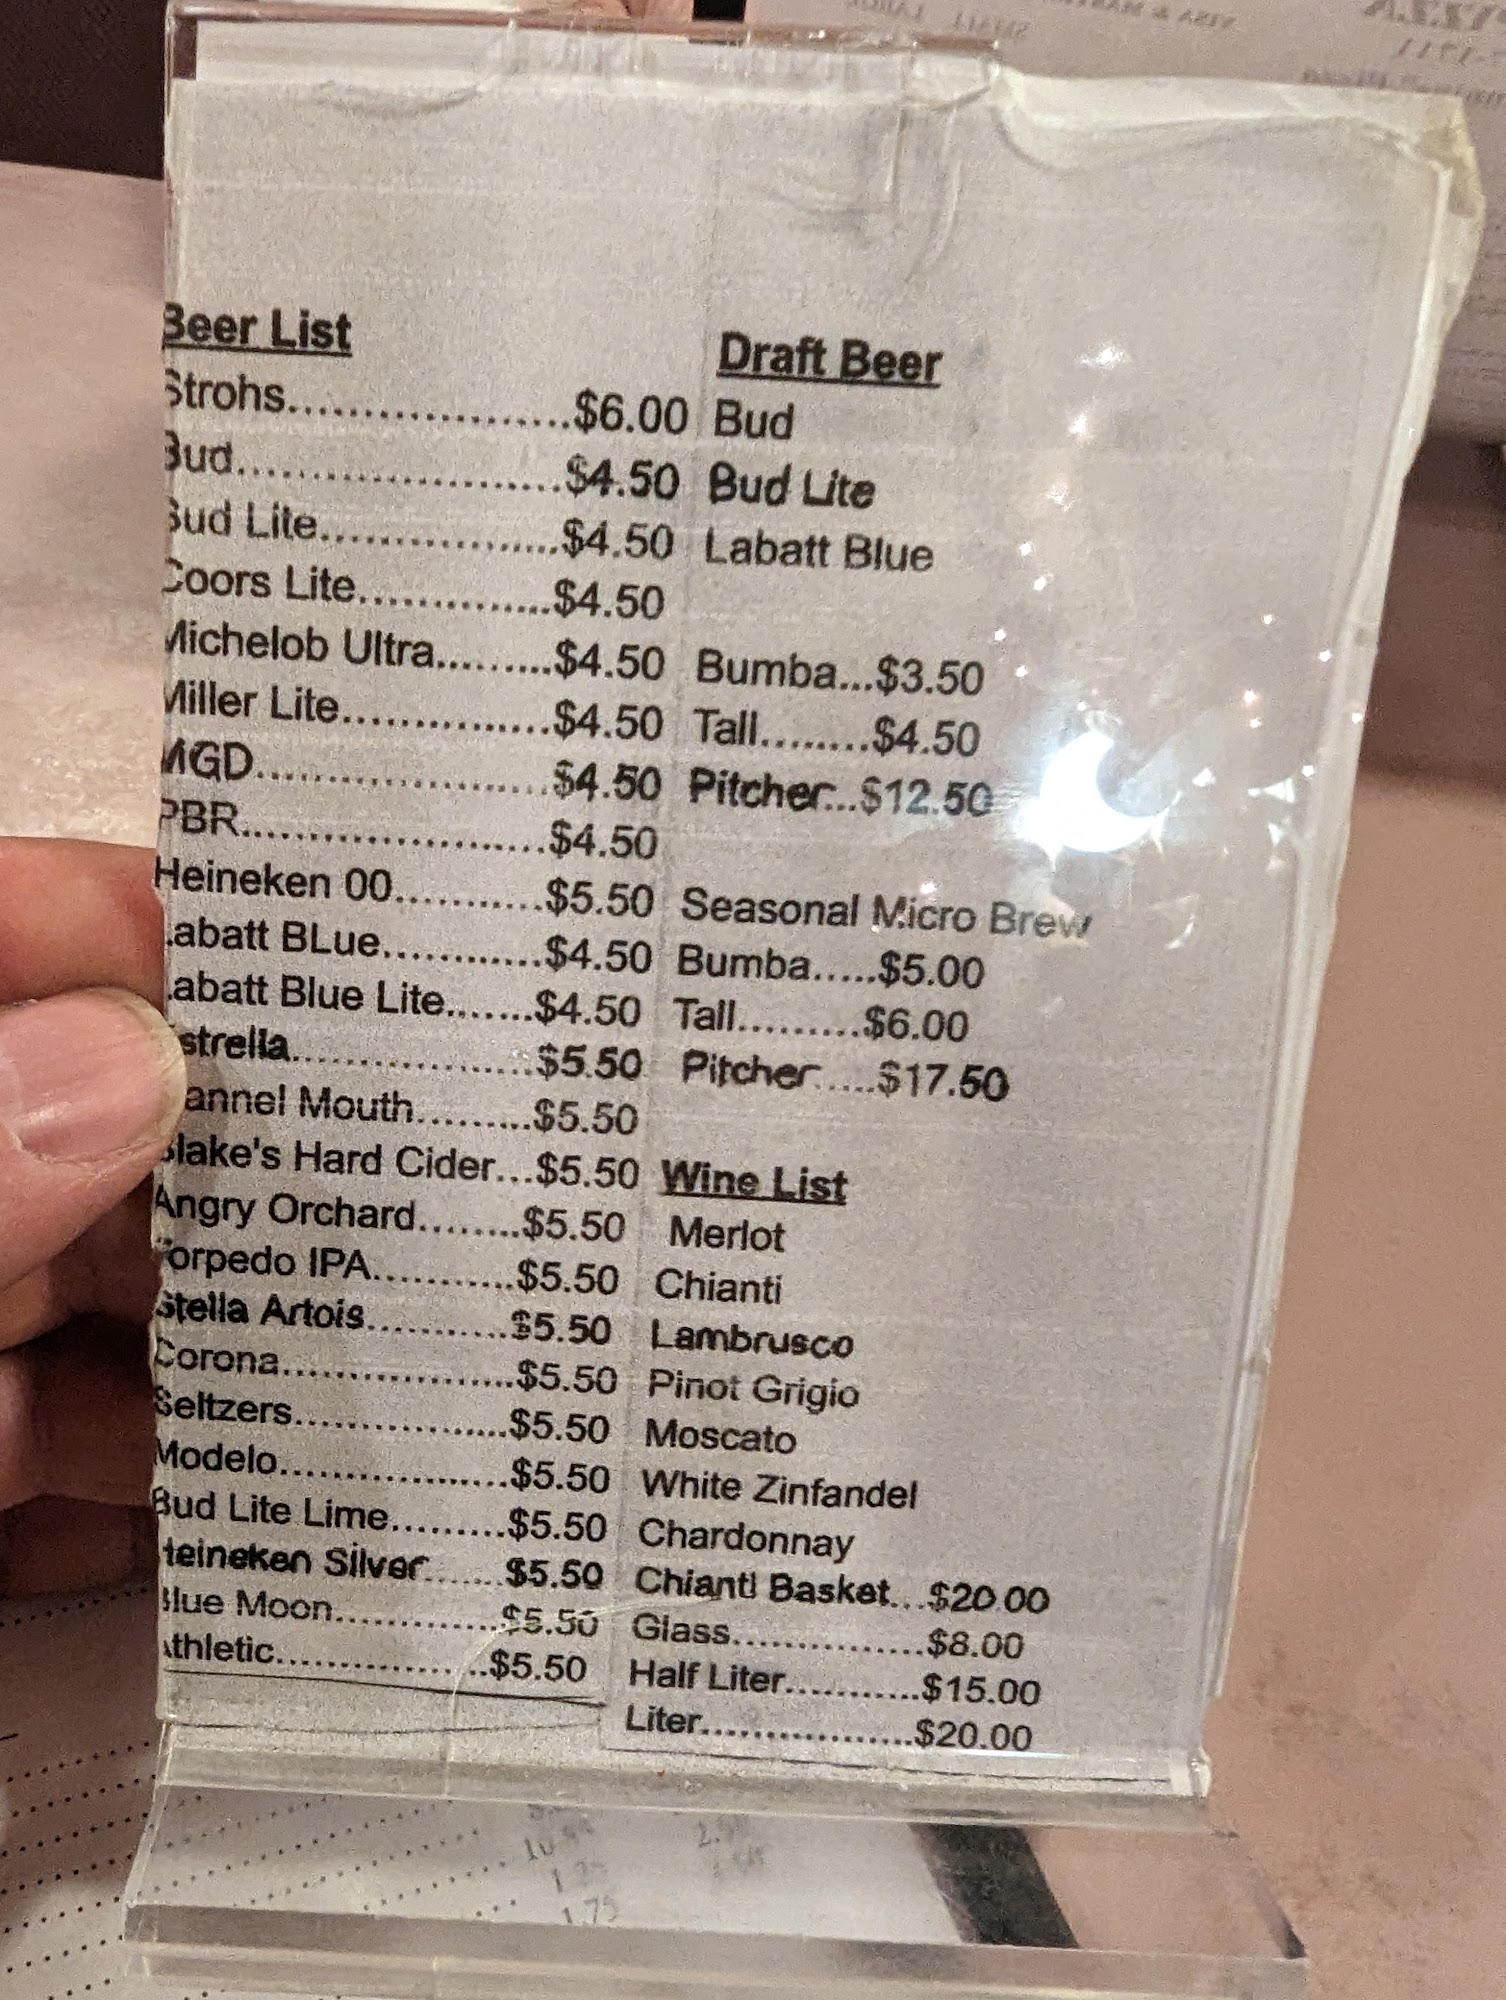 Beer List
Strohs...................$6.00
Bud......................$4.50
Bud Lite.................$4.50
Coors Lite...............$4.50
Michelob Ultra.........$4.50
Miller Lite...............$4.50
MGD.....................$4.50
PBR......................$4.50
Heineken 00............$5.50
Labatt BLue.............$4.50
Labatt Blue Lite.......$4.50
Estrella..................$5.50
annel Mouth.........$5.50
Blake's Hard Cider...$5.50
Angry Orchard........$5.50
Torpedo IPA...........$5.50
Stella Artois...........$5.50
Corona..................$5.50
Seltzers.................$5.50
Modelo..................$5.50
Bud Lite Lime.........$5.50
Heineken Silver.......$5.50
Blue Moon.............$5.50
Athletic.................$5.50
Draft Beer
Bud
Bud Lite
Labatt Blue
Bumba...$3.50
Tall.........$4.50
Pitcher...$12.50
Seasonal Micro Brew
Bumba.....$5.00
Tall..........$6.00
Pitcher.....$17.50
Wine List
Merlot
Chianti
Lambrusco
Pinot Grigio
Moscato
White Zinfandel
Chardonnay
Chianti Basket...$20.00
Glass...............$8.00
Half Liter...........$15.00
Liter.................$20.00
1.75